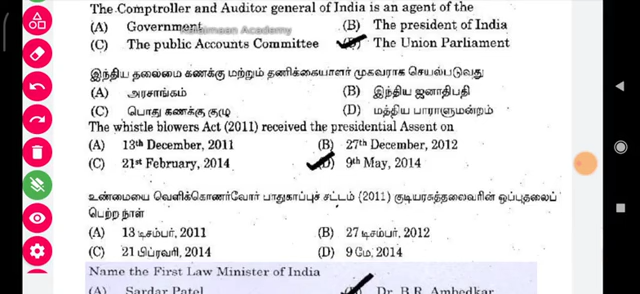 The Comptroller and Auditor general of India is an agent of the
(A) Government (B) The president of India
Academy
(C) The public Accounts Committee (D) The Union Parliament
இந்திய தலைமை கணக்கு மற்றும் தணிக்கையாளர் முகவராக செயல்படுவது
(A) அரசாங்கம் (B) இந்திய ஜனாதிபதி
(C) பொது கணக்கு குழு (D) மத்திய பாராளுமன்றம்
The whistle blowers Act (2011) received the presidential Assent on
(A) 13th December, 2011 (B) 27th December, 2012
(C) 21st February, 2014 (D) 9th May, 2014
உண்மையை வெளிக்கொணர்வோர் பாதுகாப்புச் சட்டம் (2011) குடியரசுத்தலைவரின் ஒப்புதலைப்
பெற்ற நாள்
(A) 13 டிசம்பர், 2011 (B) 27 டிசம்பர், 2012
(C) 21 பிப்ரவரி, 2014 (D) 9 மே, 2014
Name the First Law Minister of India
(A) Sardar Patel Dr. B.R. Ambedkar